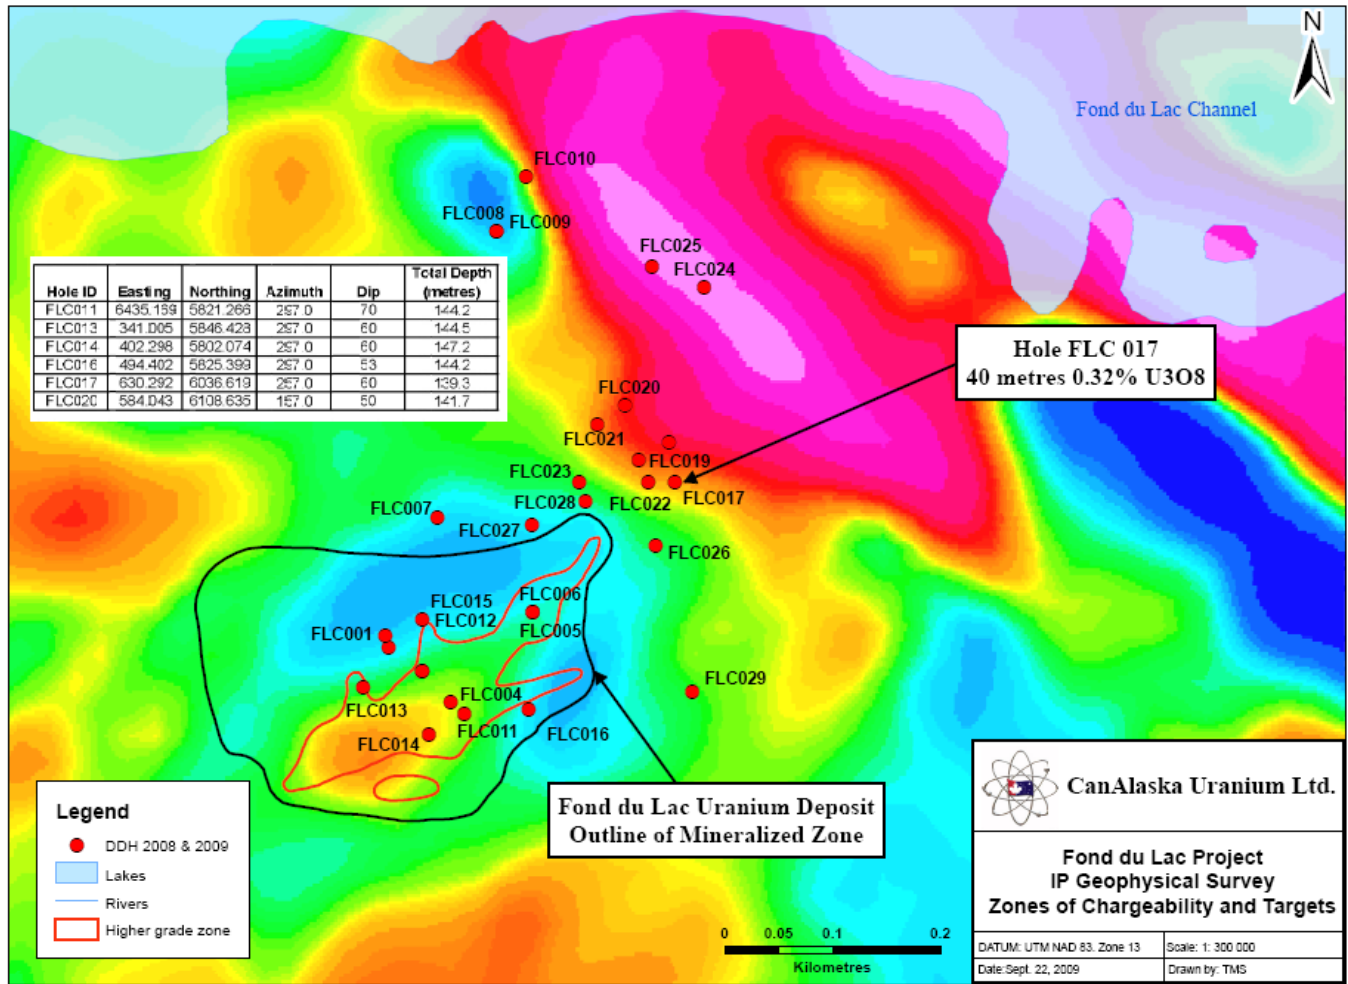 N
Fond du Lac Channel
FLC010
FLC008
FLC009
FLC025
FLC024
Hole ID Easting Northing Azimuth Dip Total Depth (metres)
FLC011 6435.159 5821.266 297.0 70 144.2
FLC013 341.005 5846.428 297.0 60 144.5
FLC014 402.298 5802.074 297.0 60 147.2
FLC016 494.402 5825.399 297.0 53 144.2
FLC017 630.292 6036.619 257.0 60 139.3
FLC020 584.043 6108.635 157.0 50 141.7
Hole FLC 017
40 metres 0.32% U3O8
FLC020
FLC021
FLC019
FLC023
FLC022
FLC017
FLC028
FLC007
FLC027
FLC026
FLC015
FLC006
FLC012
FLC001
FLC005
FLC029
FLC004
FLC013
FLC011
FLC016
FLC014
Fond du Lac Uranium Deposit
Outline of Mineralized Zone
Legend
DDH 2008 & 2009
Lakes
Rivers
Higher grade zone
0 0.05 0.1 0.2
Kilometres
CanAlaska Uranium Ltd.
Fond du Lac Project
IP Geophysical Survey
Zones of Chargeability and Targets
DATUM: UTM NAD 83. Zone 13 Scale: 1: 300 000
Date:Sept. 22, 2009 Drawn by: TMS